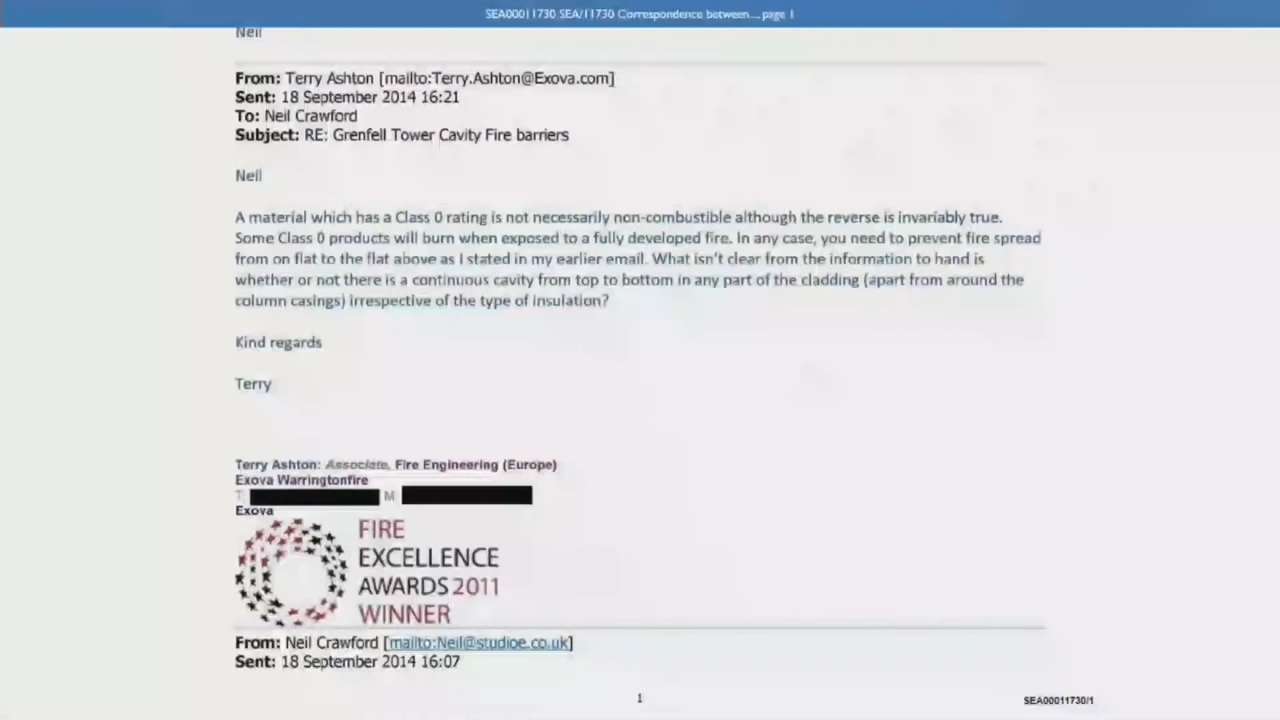 SEA00011730 SEA/11730 Correspondence between..., page 1
Neil
From: Terry Ashton [mailto:Terry.Ashton@Exova.com]
Sent: 18 September 2014 16:21
To: Neil Crawford
Subject: RE: Grenfell Tower Cavity Fire barriers
Neil
A material which has a Class 0 rating is not necessarily non-combustible although the reverse is invariably true.
Some Class 0 products will burn when exposed to a fully developed fire. In any case, you need to prevent fire spread
from on flat to the flat above as I stated in my earlier email. What isn't clear from the information to hand is
whether or not there is a continuous cavity from top to bottom in any part of the cladding (apart from around the
column casings) irrespective of the type of insulation?
Kind regards
Terry
Terry Ashton: Associate, Fire Engineering (Europe)
Exova Warringtonfire
T M
Exova
FIRE
EXCELLENCE
AWARDS 2011
WINNER
From: Neil Crawford [mailto:Neil@studioe.co.uk]
Sent: 18 September 2014 16:07
1
SEA00011730/1